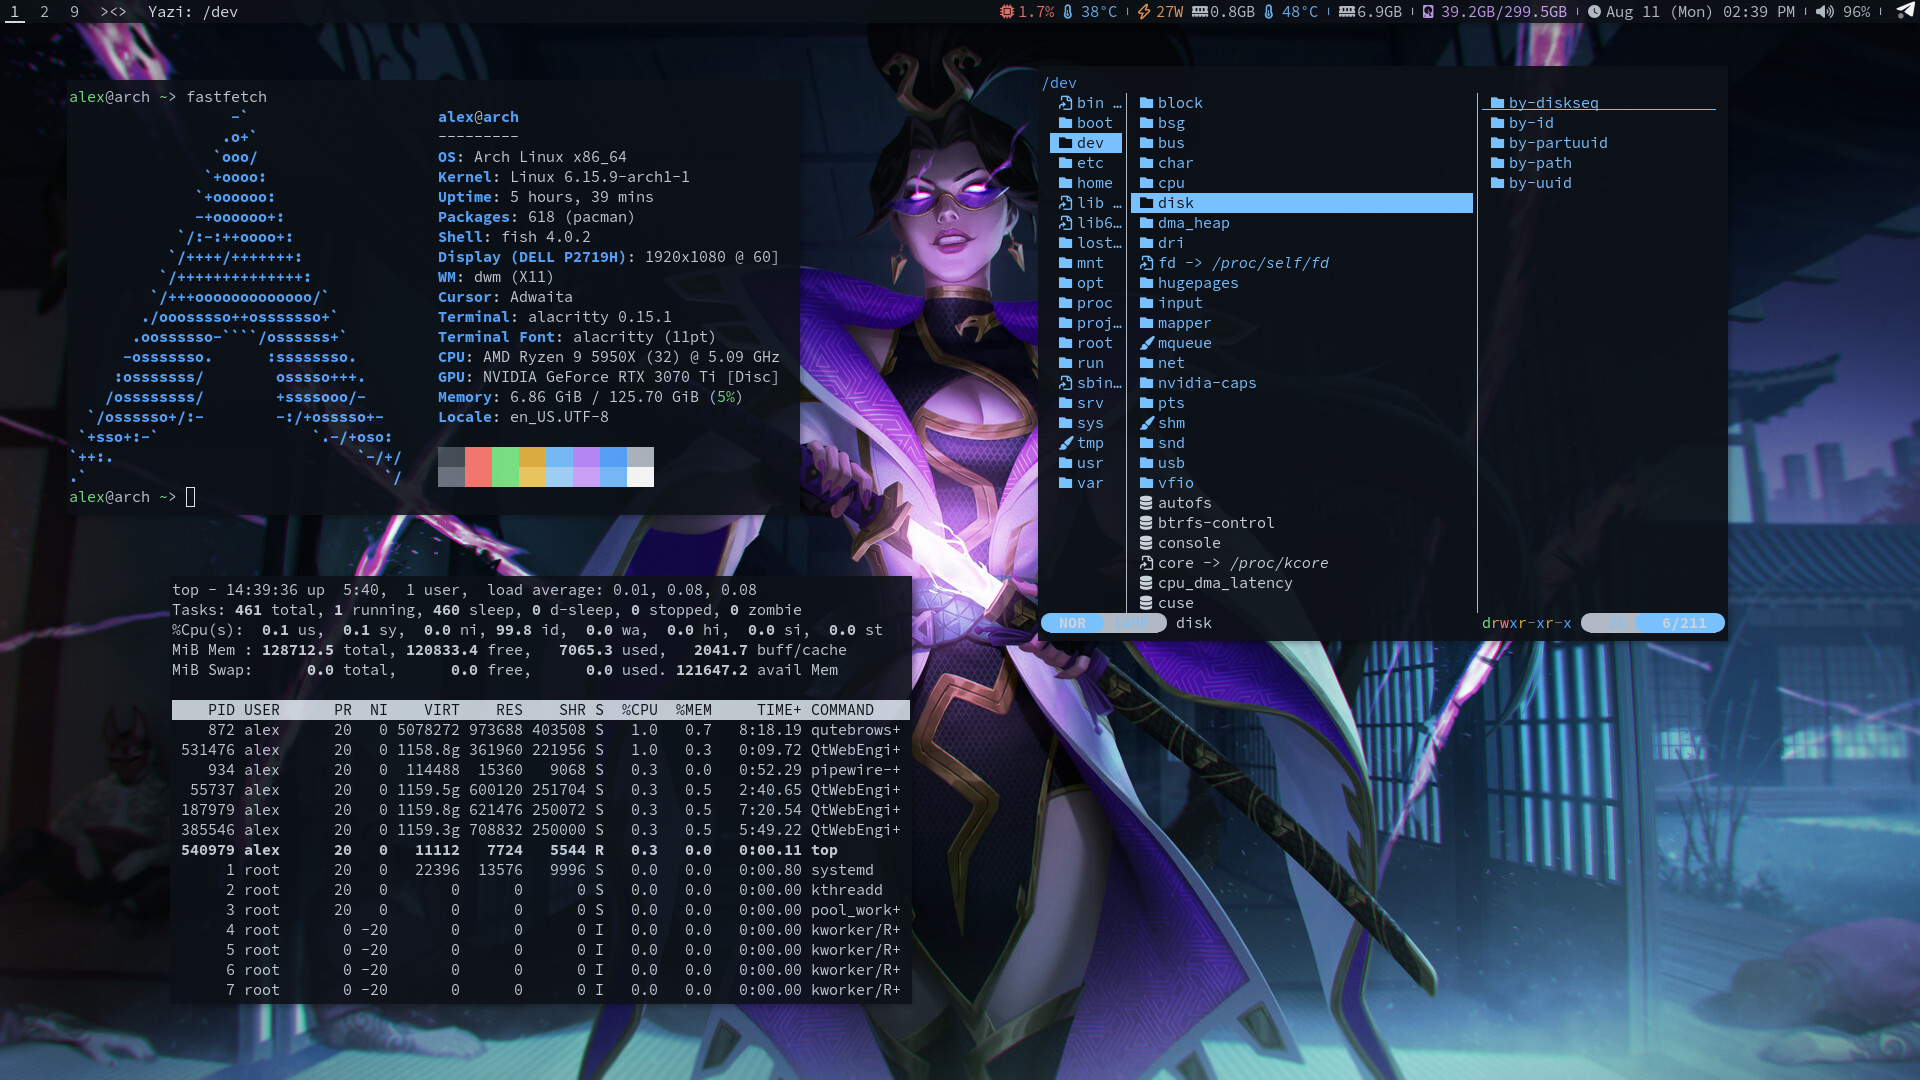 1 2 9 ><> Yazi: /dev 1.7% 38°C 27W 0.8GB 48°C 6.9GB 39.2GB/299.5GB Aug 11 (Mon) 02:39 PM 96%
alex@arch ~> fastfetch
-`
.o+`
`ooo/
`+oooo:
`+oooooo:
-+oooooo+:
`/:-:++oooo+:
`/++++/+++++++:
`/++++++++++++++:
`/+++ooooooooooooo/`
./ooosssso++osssssso+`
.oossssso-````/ossssss+`
-osssssso. :ssssssso.
:osssssss/ osssso+++.
/ossssssss/ +ssssooo/-
`/ossssso+/:- -:/+osssso+-
`+sso+:-` `.-/+oso:
`++:. `-/+/
.` `/
alex@arch
---------
OS: Arch Linux x86_64
Kernel: Linux 6.15.9-arch1-1
Uptime: 5 hours, 39 mins
Packages: 618 (pacman)
Shell: fish 4.0.2
Display (DELL P2719H): 1920x1080 @ 60]
WM: dwm (X11)
Cursor: Adwaita
Terminal: alacritty 0.15.1
Terminal Font: alacritty (11pt)
CPU: AMD Ryzen 9 5950X (32) @ 5.09 GHz
GPU: NVIDIA GeForce RTX 3070 Ti [Disc]
Memory: 6.86 GiB / 125.70 GiB (5%)
Locale: en_US.UTF-8
alex@arch ~>
top - 14:39:36 up 5:40, 1 user, load average: 0.01, 0.08, 0.08
Tasks: 461 total, 1 running, 460 sleep, 0 d-sleep, 0 stopped, 0 zombie
%Cpu(s): 0.1 us, 0.1 sy, 0.0 ni, 99.8 id, 0.0 wa, 0.0 hi, 0.0 si, 0.0 st
MiB Mem : 128712.5 total, 120833.4 free, 7065.3 used, 2041.7 buff/cache
MiB Swap: 0.0 total, 0.0 free, 0.0 used. 121647.2 avail Mem
PID USER PR NI VIRT RES SHR S %CPU %MEM TIME+ COMMAND
872 alex 20 0 5078272 973688 403508 S 1.0 0.7 8:18.19 qutebrows+
531476 alex 20 0 1158.8g 361960 221956 S 1.0 0.3 0:09.72 QtWebEngi+
934 alex 20 0 114488 15360 9068 S 0.3 0.0 0:52.29 pipewire-+
55737 alex 20 0 1159.5g 600120 251704 S 0.3 0.5 2:40.65 QtWebEngi+
187979 alex 20 0 1159.8g 621476 250072 S 0.3 0.5 7:20.54 QtWebEngi+
385546 alex 20 0 1159.3g 708832 250000 S 0.3 0.5 5:49.22 QtWebEngi+
540979 alex 20 0 11112 7724 5544 R 0.3 0.0 0:00.11 top
1 root 20 0 22396 13576 9996 S 0.0 0.0 0:00.80 systemd
2 root 20 0 0 0 0 S 0.0 0.0 0:00.00 kthreadd
3 root 20 0 0 0 0 S 0.0 0.0 0:00.00 pool_work+
4 root 0 -20 0 0 0 I 0.0 0.0 0:00.00 kworker/R+
5 root 0 -20 0 0 0 I 0.0 0.0 0:00.00 kworker/R+
6 root 0 -20 0 0 0 I 0.0 0.0 0:00.00 kworker/R+
7 root 0 -20 0 0 0 I 0.0 0.0 0:00.00 kworker/R+
/dev
bin …
boot
dev
etc
home
lib …
lib6…
lost…
mnt
opt
proc
proj…
root
run
sbin…
srv
sys
tmp
usr
var
block
bsg
bus
char
cpu
disk
dma_heap
dri
fd -> /proc/self/fd
hugepages
input
mapper
mqueue
net
nvidia-caps
pts
shm
snd
usb
vfio
autofs
btrfs-control
console
core -> /proc/kcore
cpu_dma_latency
cuse
by-diskseq
by-id
by-partuuid
by-path
by-uuid
NOR disk drwxr-xr-x 6/211